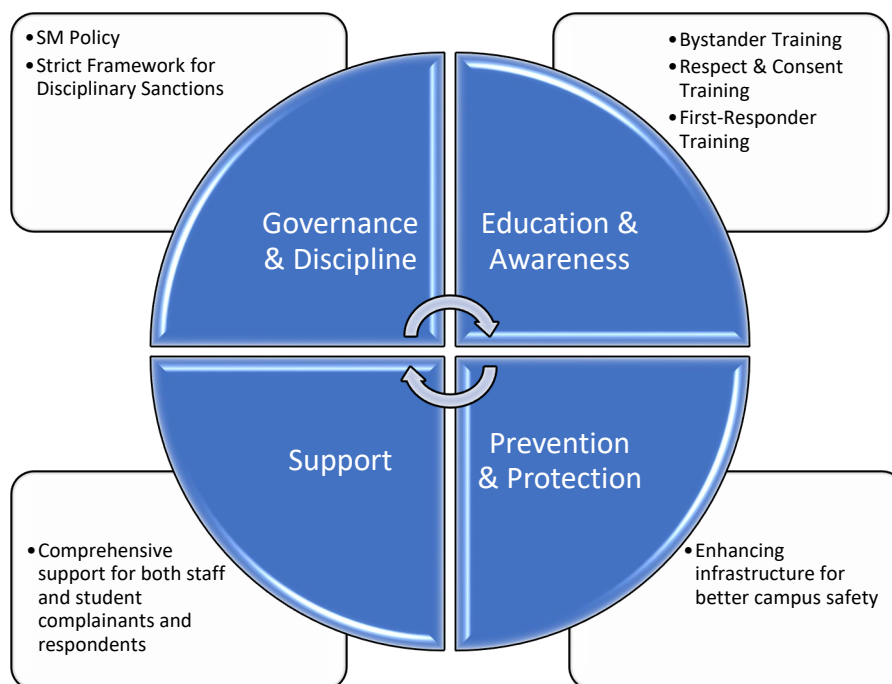 •SM Policy
•Strict Framework for
Disciplinary Sanctions
•Bystander Training
•Respect & Consent
Training
•First-Responder
Training
Governance
& Discipline
Education &
Awareness
Support
Prevention
& Protection
•Comprehensive
support for both staff
and student
complainants and
respondents
•Enhancing
infrastructure for
better campus safety